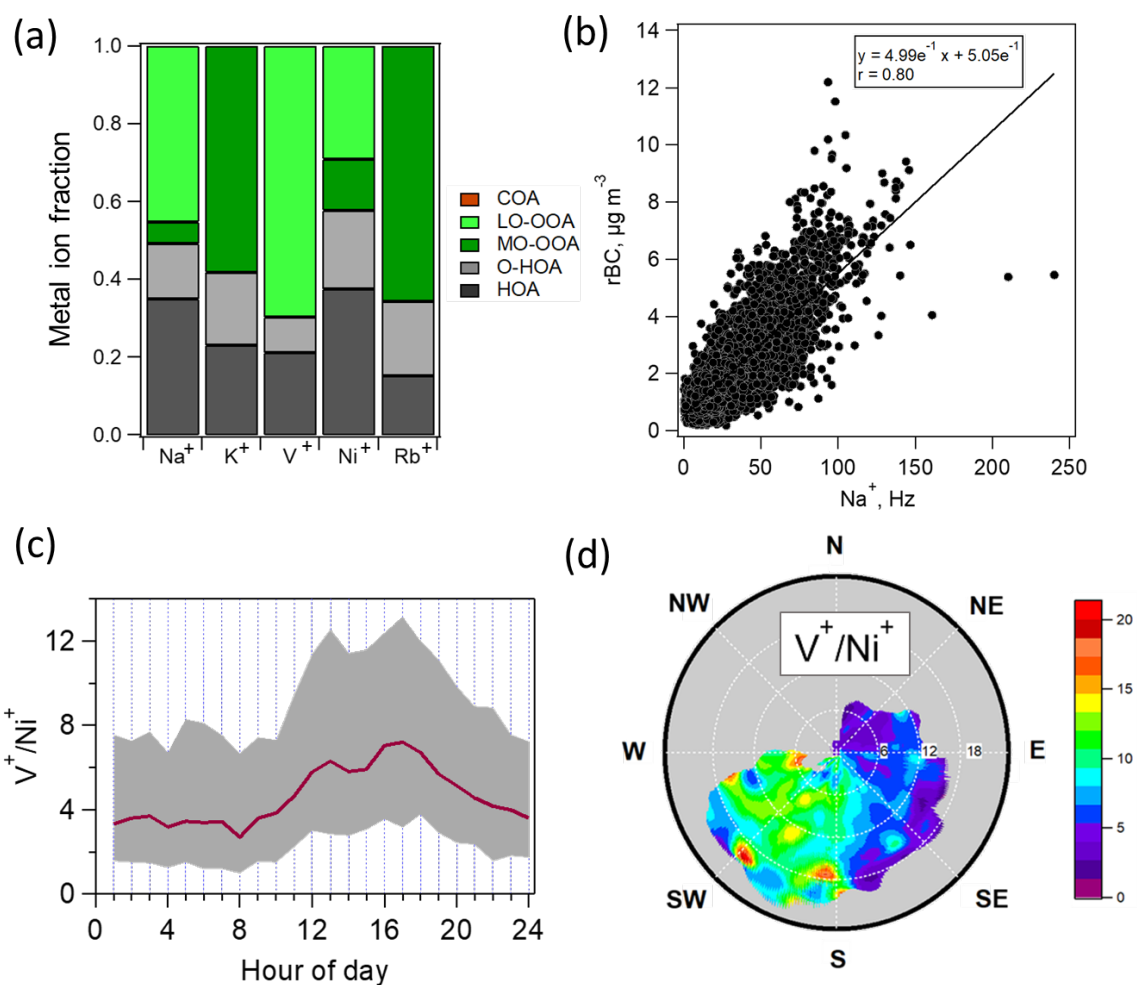 (a)
1.0
0.8
0.6
0.4
0.2
0.0
Metal ion fraction
Na+
K+
V+
Ni+
Rb+
COA
LO-OOA
MO-OOA
O-HOA
HOA
(b)
14
12
10
8
6
4
2
0
rBC, µg m-3
y = 4.99e-1 x + 5.05e-1
r = 0.80
0
50
100
150
200
250
Na+, Hz
(c)
12
8
4
0
V+/Ni+
0
4
8
12
16
20
24
Hour of day
(d)
N
NW
NE
V+/Ni+
W
6
12
18
E
SW
SE
S
20
15
10
5
0